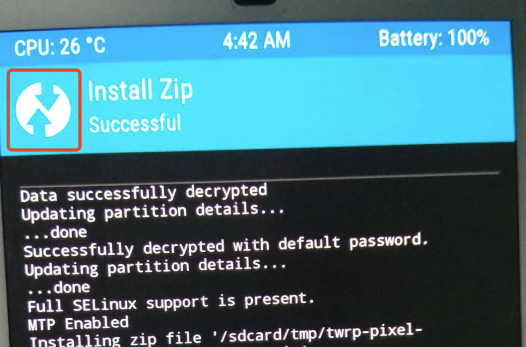 CPU: 26 °C 4:42 AM Battery: 100%
Install Zip
Successful
Data successfully decrypted
Updating partition details...
...done
Successfully decrypted with default password.
Updating partition details...
...done
Full SELinux support is present.
MTP Enabled
Installing zip file '/sdcard/tmp/twrp-pixel-